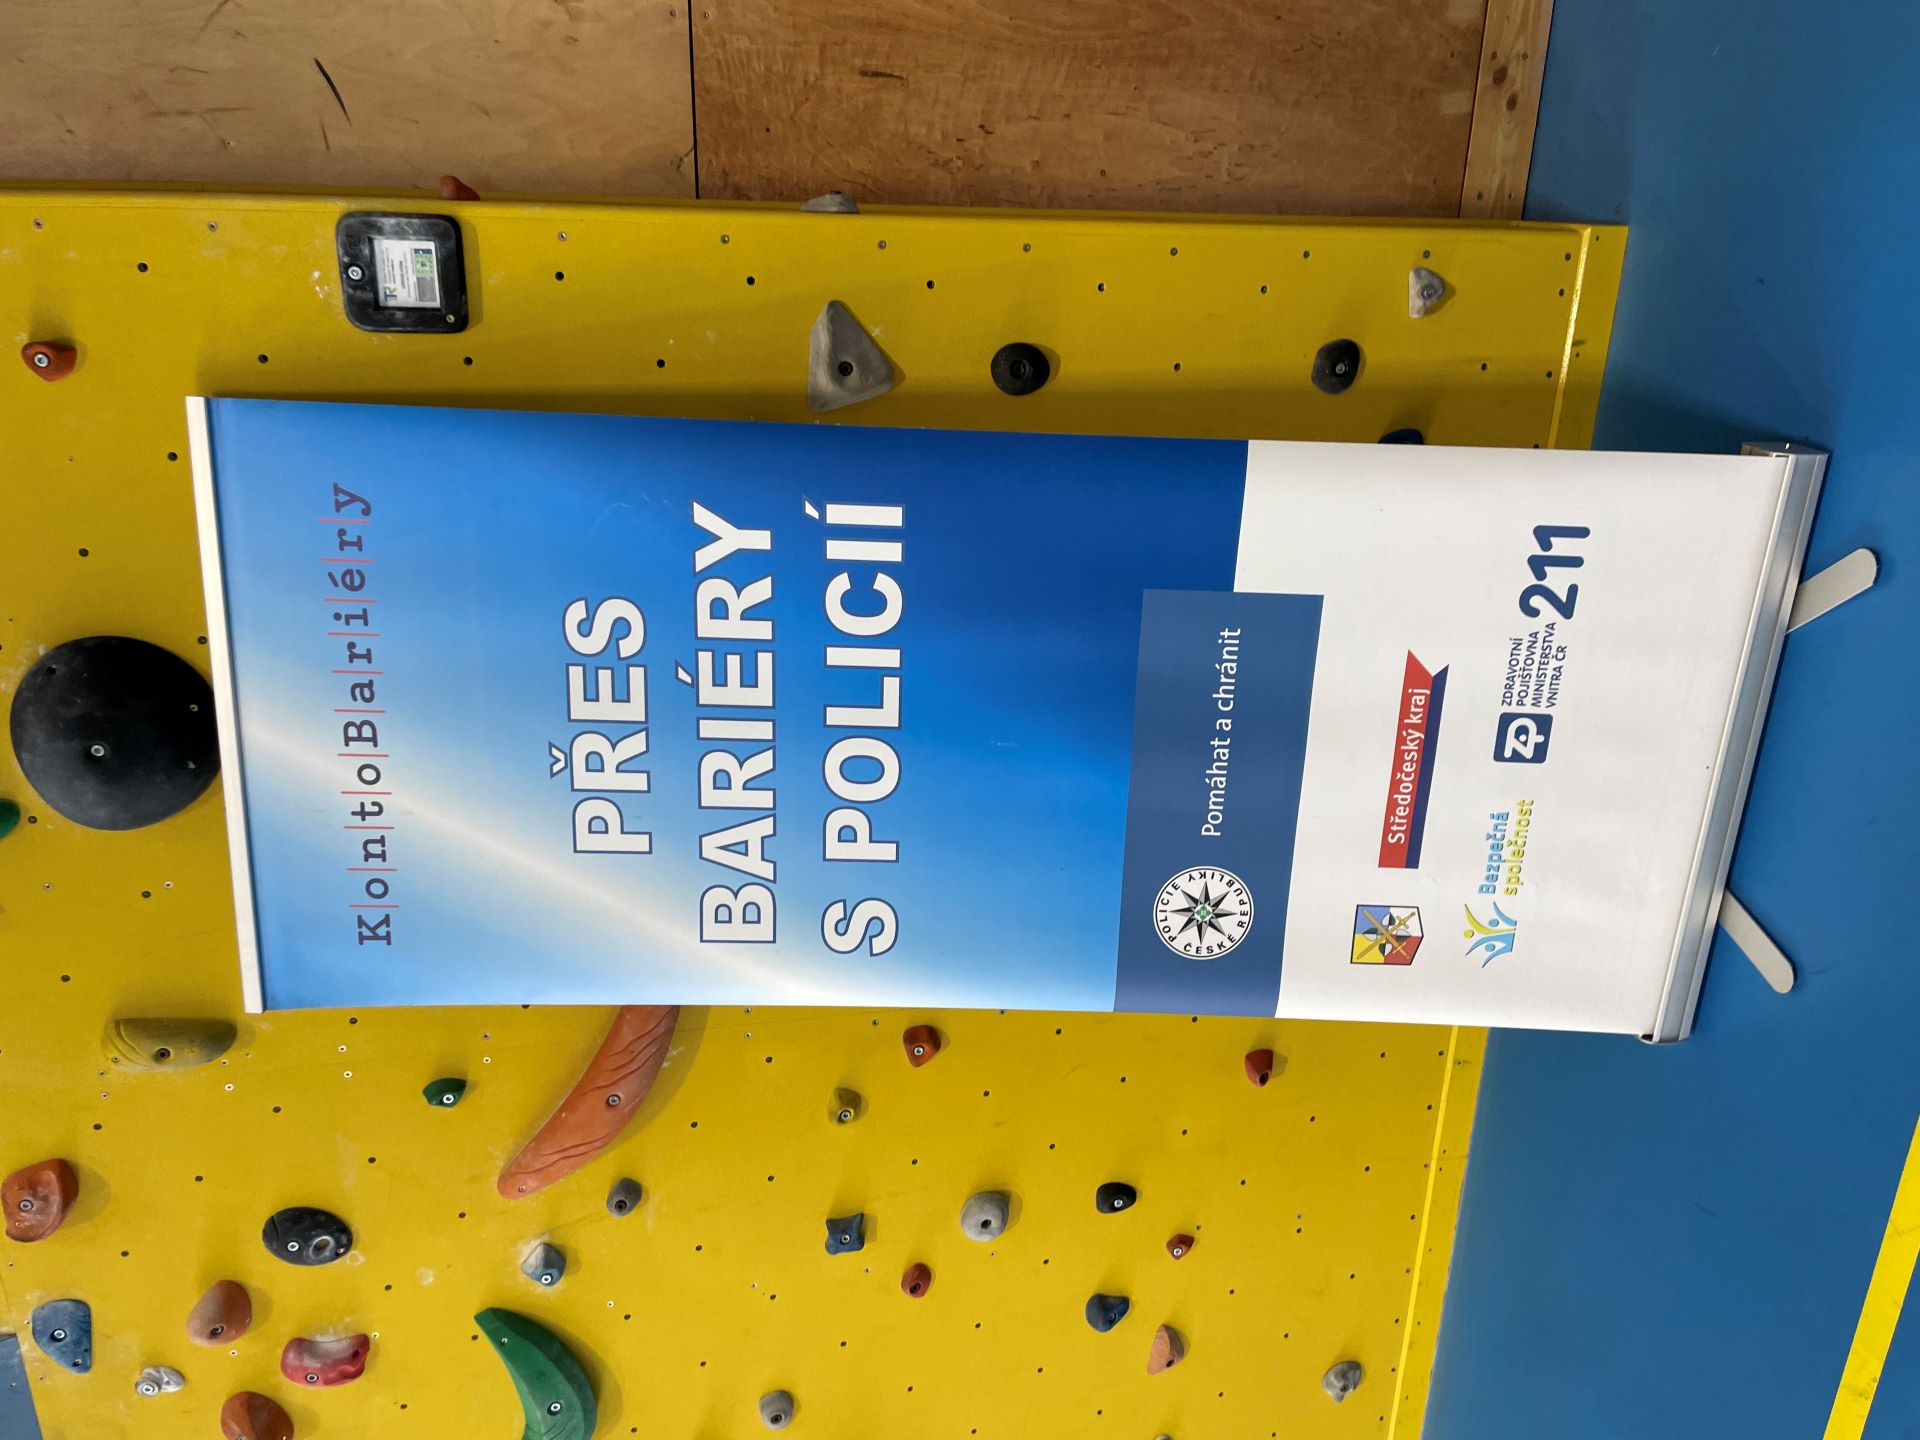 KontoBariéry
PŘES
BARIÉRY
S POLICIÍ
POLICIE ČESKÉ REPUBLIKY
Pomáhat a chránit
Středočeský kraj
Bezpečná
společnost
ZP
ZDRAVOTNÍ
POJIŠŤOVNA
MINISTERSTVA
VNITRA ČR
211